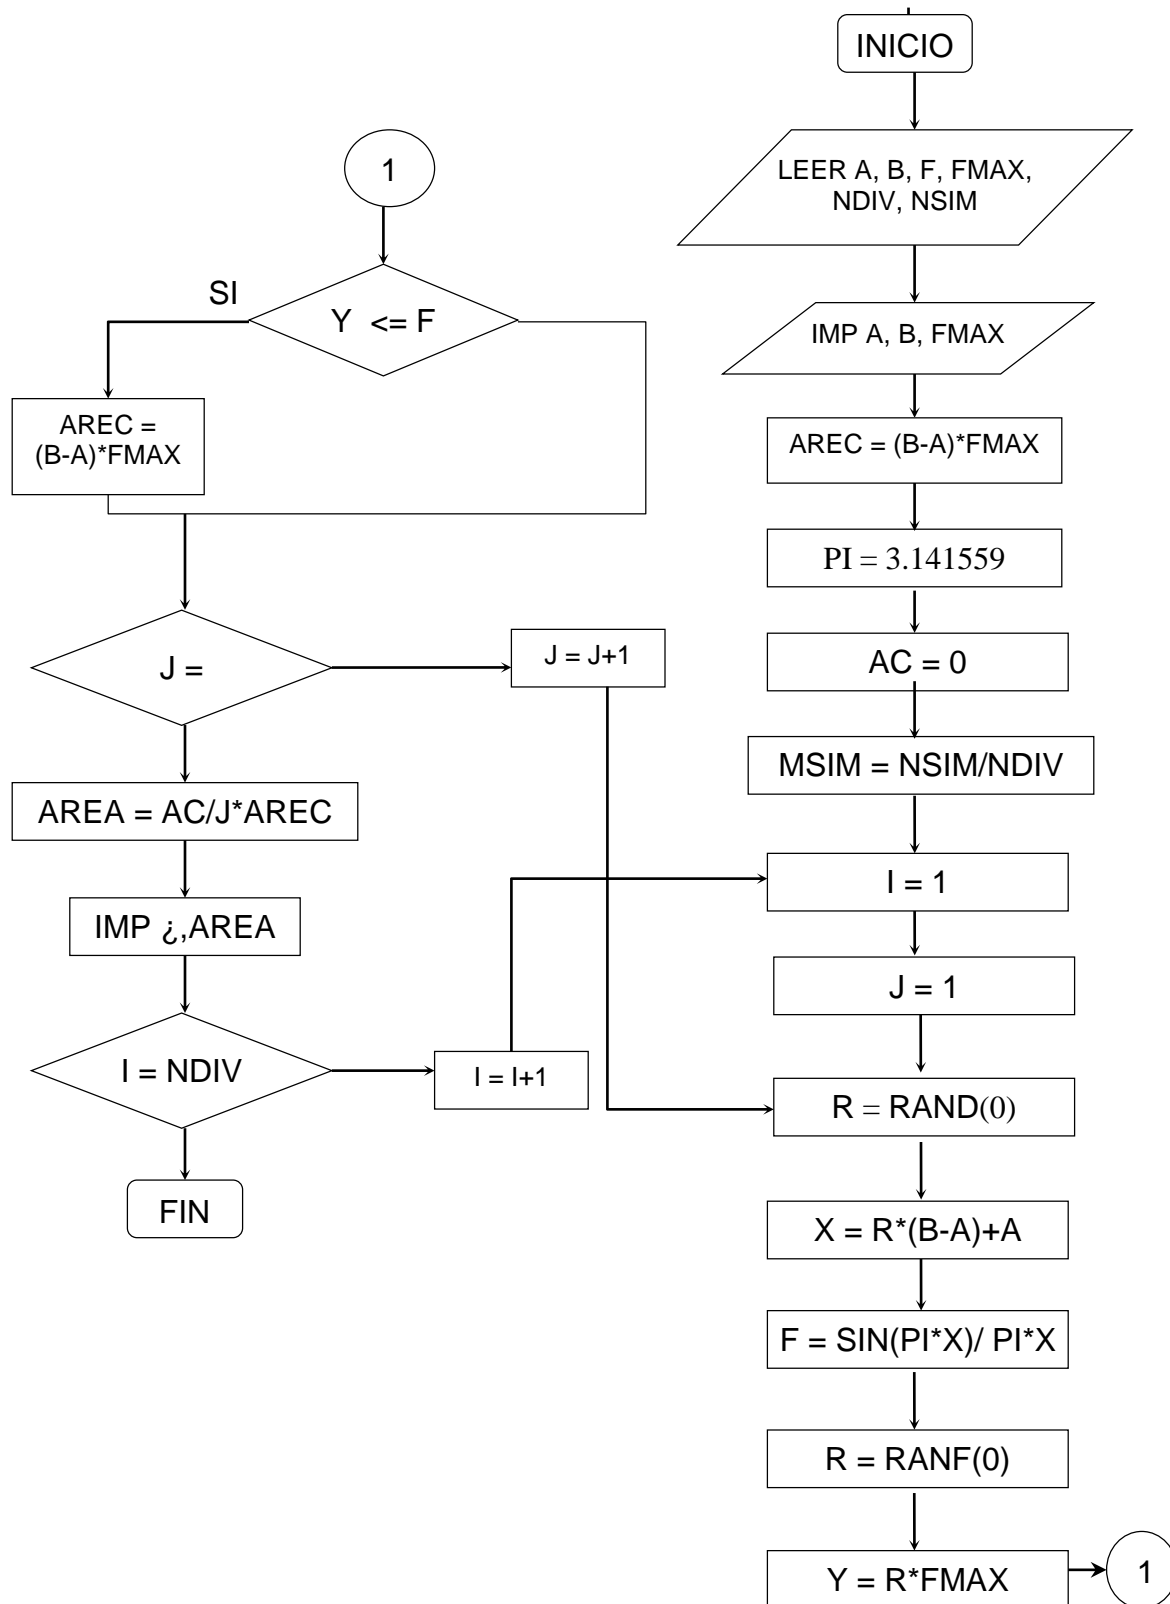 INICIO
LEER A, B, F, FMAX,
NDIV, NSIM
IMP A, B, FMAX
AREC = (B-A)*FMAX
PI = 3.141559
AC = 0
MSIM = NSIM/NDIV
I = 1
J = 1
R = RAND(0)
X = R*(B-A)+A
F = SIN(PI*X)/ PI*X
R = RANF(0)
Y = R*FMAX
1
1
SI
Y <= F
AREC =
(B-A)*FMAX
J =
J = J+1
AREA = AC/J*AREC
IMP ¿,AREA
I = NDIV
I = I+1
FIN